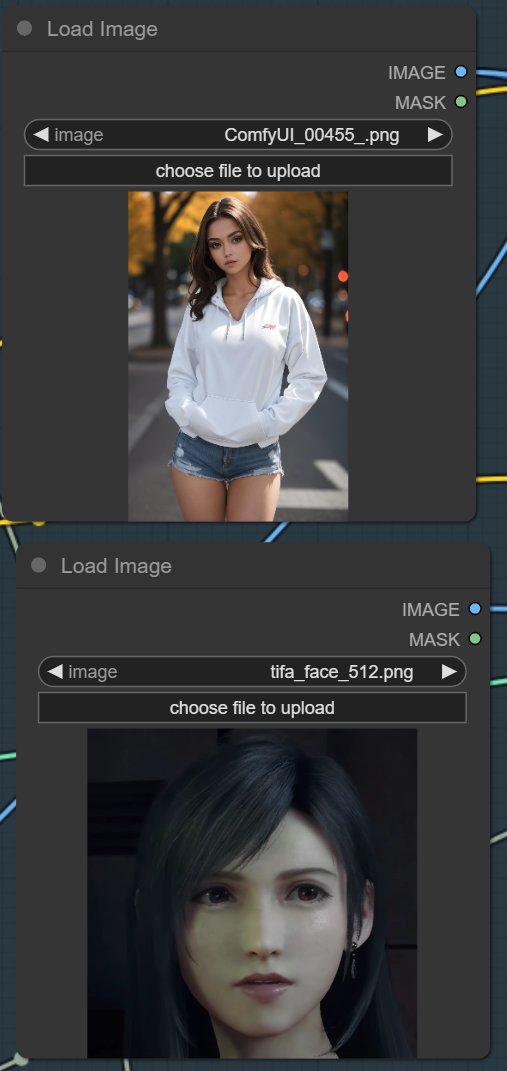 Load Image
IMAGE
MASK
image ComfyUI_00455_.png
choose file to upload
Load Image
IMAGE
MASK
image tifa_face_512.png
choose file to upload